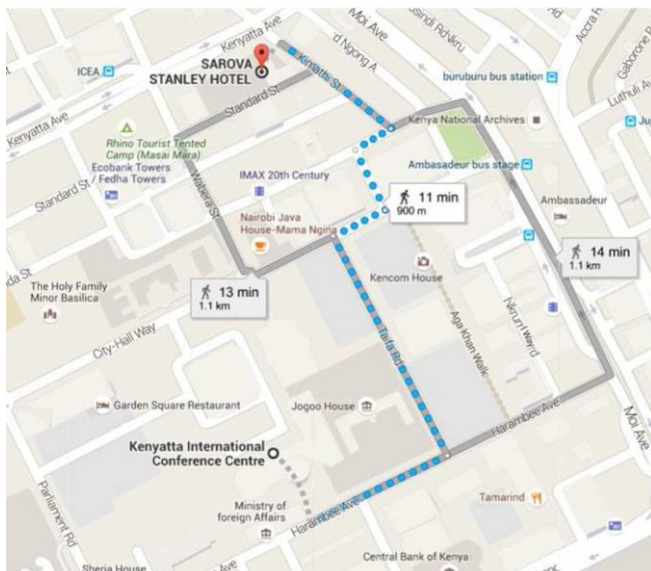 Kenyatta Ave
Moi Ave
Accra Rd
Gaborone
ICEA
SAROVA
STANLEY HOTEL
Kimathi St
d Ngong A
buruburu bus station
Luthuli Ave
Kenyatta Ave
Standard St
Rhino Tourist Tented
Camp (Masai Mara)
Kenya National Archives
Ecobank Towers
/ Fedha Towers
IMAX 20th Century
Ambasadeur bus stage
11 min
900 m
Standard St
Wabera St
Nairobi Java
House-Mama Ngina
Ambassadeur
The Holy Family
Minor Basilica
13 min
1.1 km
Kencom House
14 min
1.1 km
City-Hall Way
Taifa Rd
Aga Khan Walk
Garden Square Restaurant
Jogoo House
Harambee Ave
Moi Ave
Kenyatta International
Conference Centre
Parliament Rd
Ministry of
foreign Affairs
Harambee Ave
Tamarind
Sheria House
Central Bank of Kenya